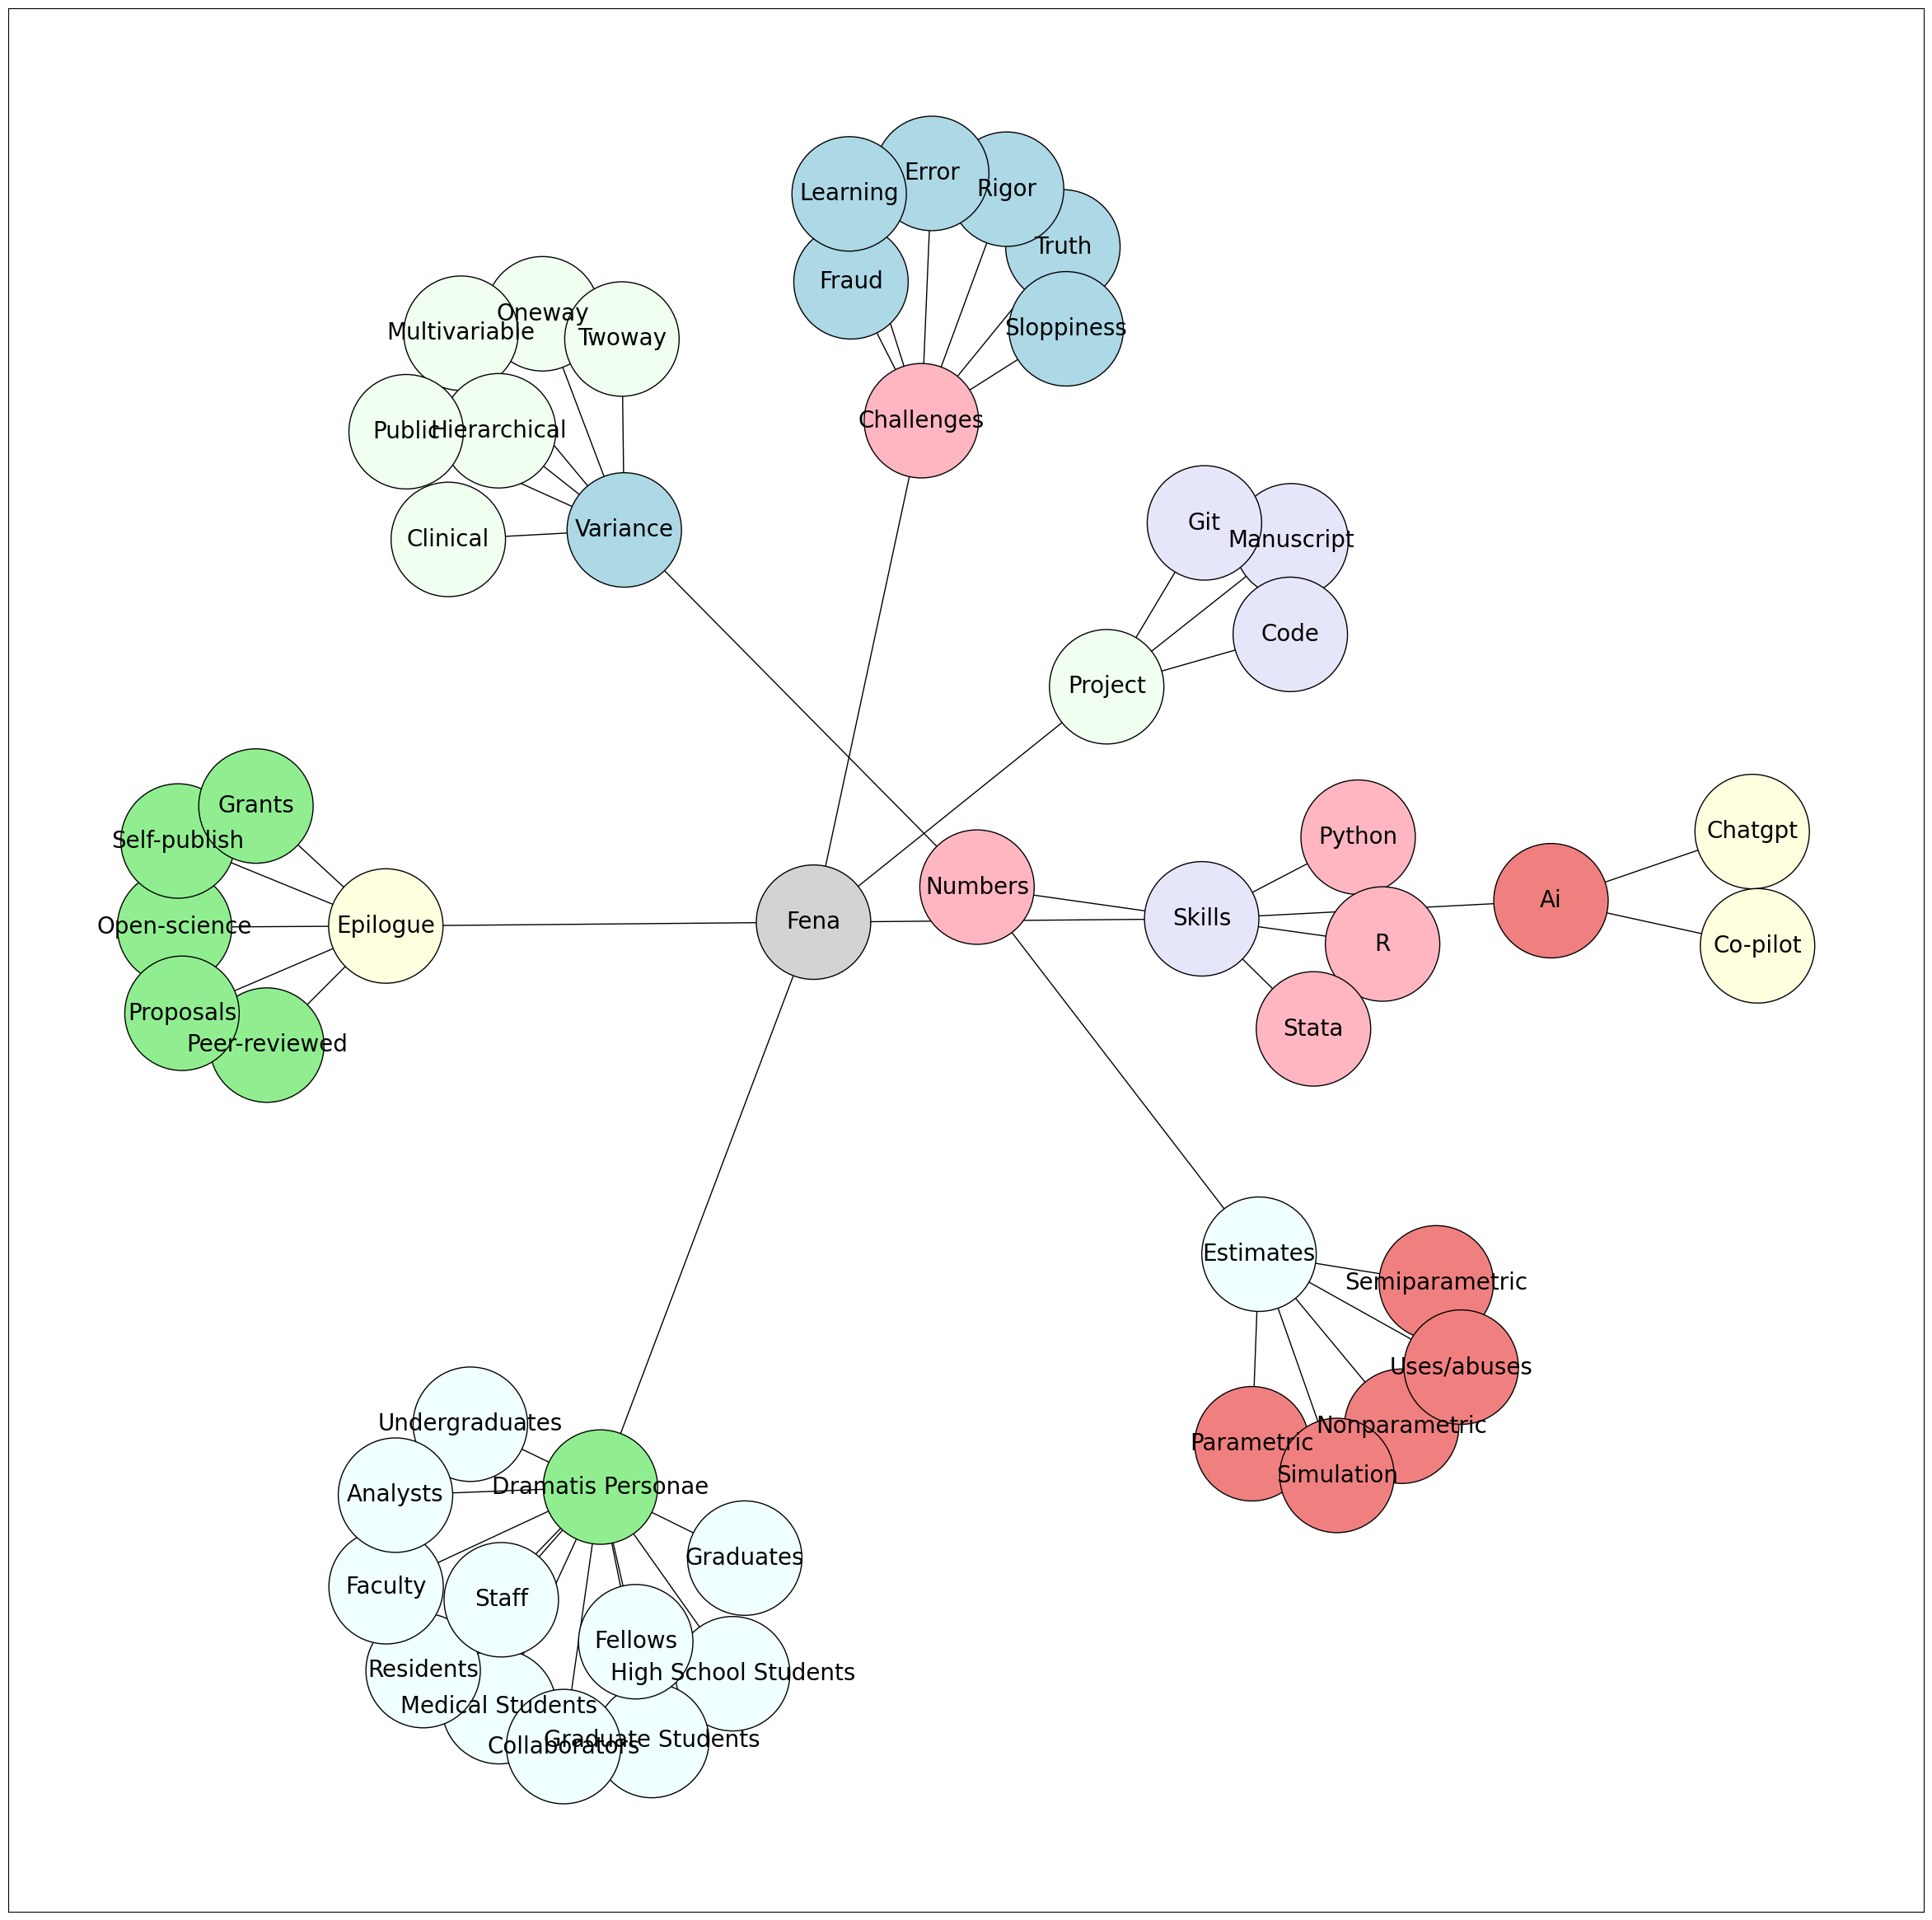 Error
Rigor
Learning
Truth
Fraud
Sloppiness
Challenges
Oneway
Multivariable
Twoway
Public
Hierarchical
Clinical
Variance
Git
Manuscript
Code
Project
Grants
Self-publish
Open-science
Epilogue
Proposals
Peer-reviewed
Fena
Numbers
Skills
Python
R
Stata
Ai
Chatgpt
Co-pilot
Estimates
Semiparametric
Uses/abuses
Nonparametric
Parametric
Simulation
Undergraduates
Dramatis Personae
Analysts
Graduates
Faculty
Staff
Fellows
Residents
High School Students
Medical Students
Graduate Students
Collaborators